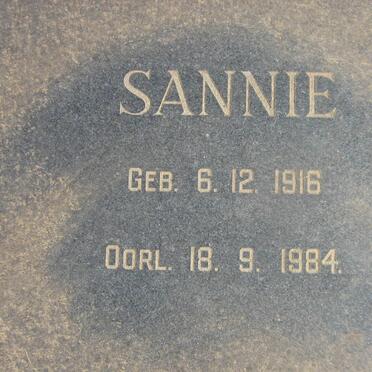 SANNIE
GEB. 6. 12. 1916
OORL. 18. 9. 1984.